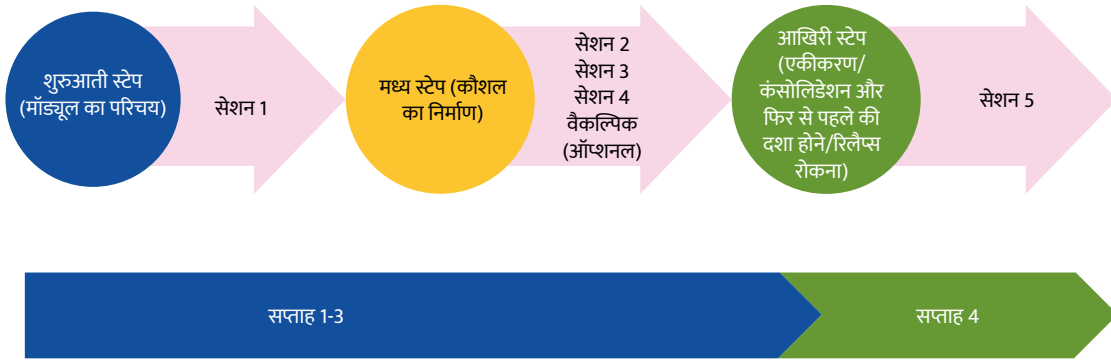 शुरुआती स्टेप
(मॉड्यूल का परिचय)
सेशन 1
मध्य स्टेप (कौशल
का निर्माण)
सेशन 2
सेशन 3
सेशन 4
वैकल्पिक
(ऑप्शनल)
आखिरी स्टेप
(एकीकरण/
कंसोलिडेशन और
फिर से पहले की
दशा होने/रिलैप्स
रोकना)
सेशन 5
सप्ताह 1-3
सप्ताह 4